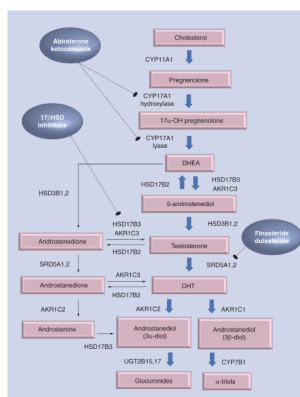 Abiraterone
ketoconazole
Cholesterol
CYP11A1
Pregnenolone
CYP17A1
hydroxylase
17α-OH pregnenolone
17βHSD
inhibitors
CYP17A1
lyase
DHEA
HSD3B1,2
HSD17B2
HSD17B3
AKR1C3
5-androstenediol
HSD17B3
AKR1C3
HSD3B1,2
Finasteride
dutasteride
Androstenedione
HSD17B2
Testosterone
SRD5A1,2
SRD5A1,2
Androstanedione
AKR1C3
HSD17B2
DHT
AKR1C2
AKR1C2
AKR1C1
Androsterone
HSD17B3
Androstanediol
(3α-diol)
Androstanediol
(3β-diol)
UGT2B15,17
CYP7B1
Glucuronides
α-triols